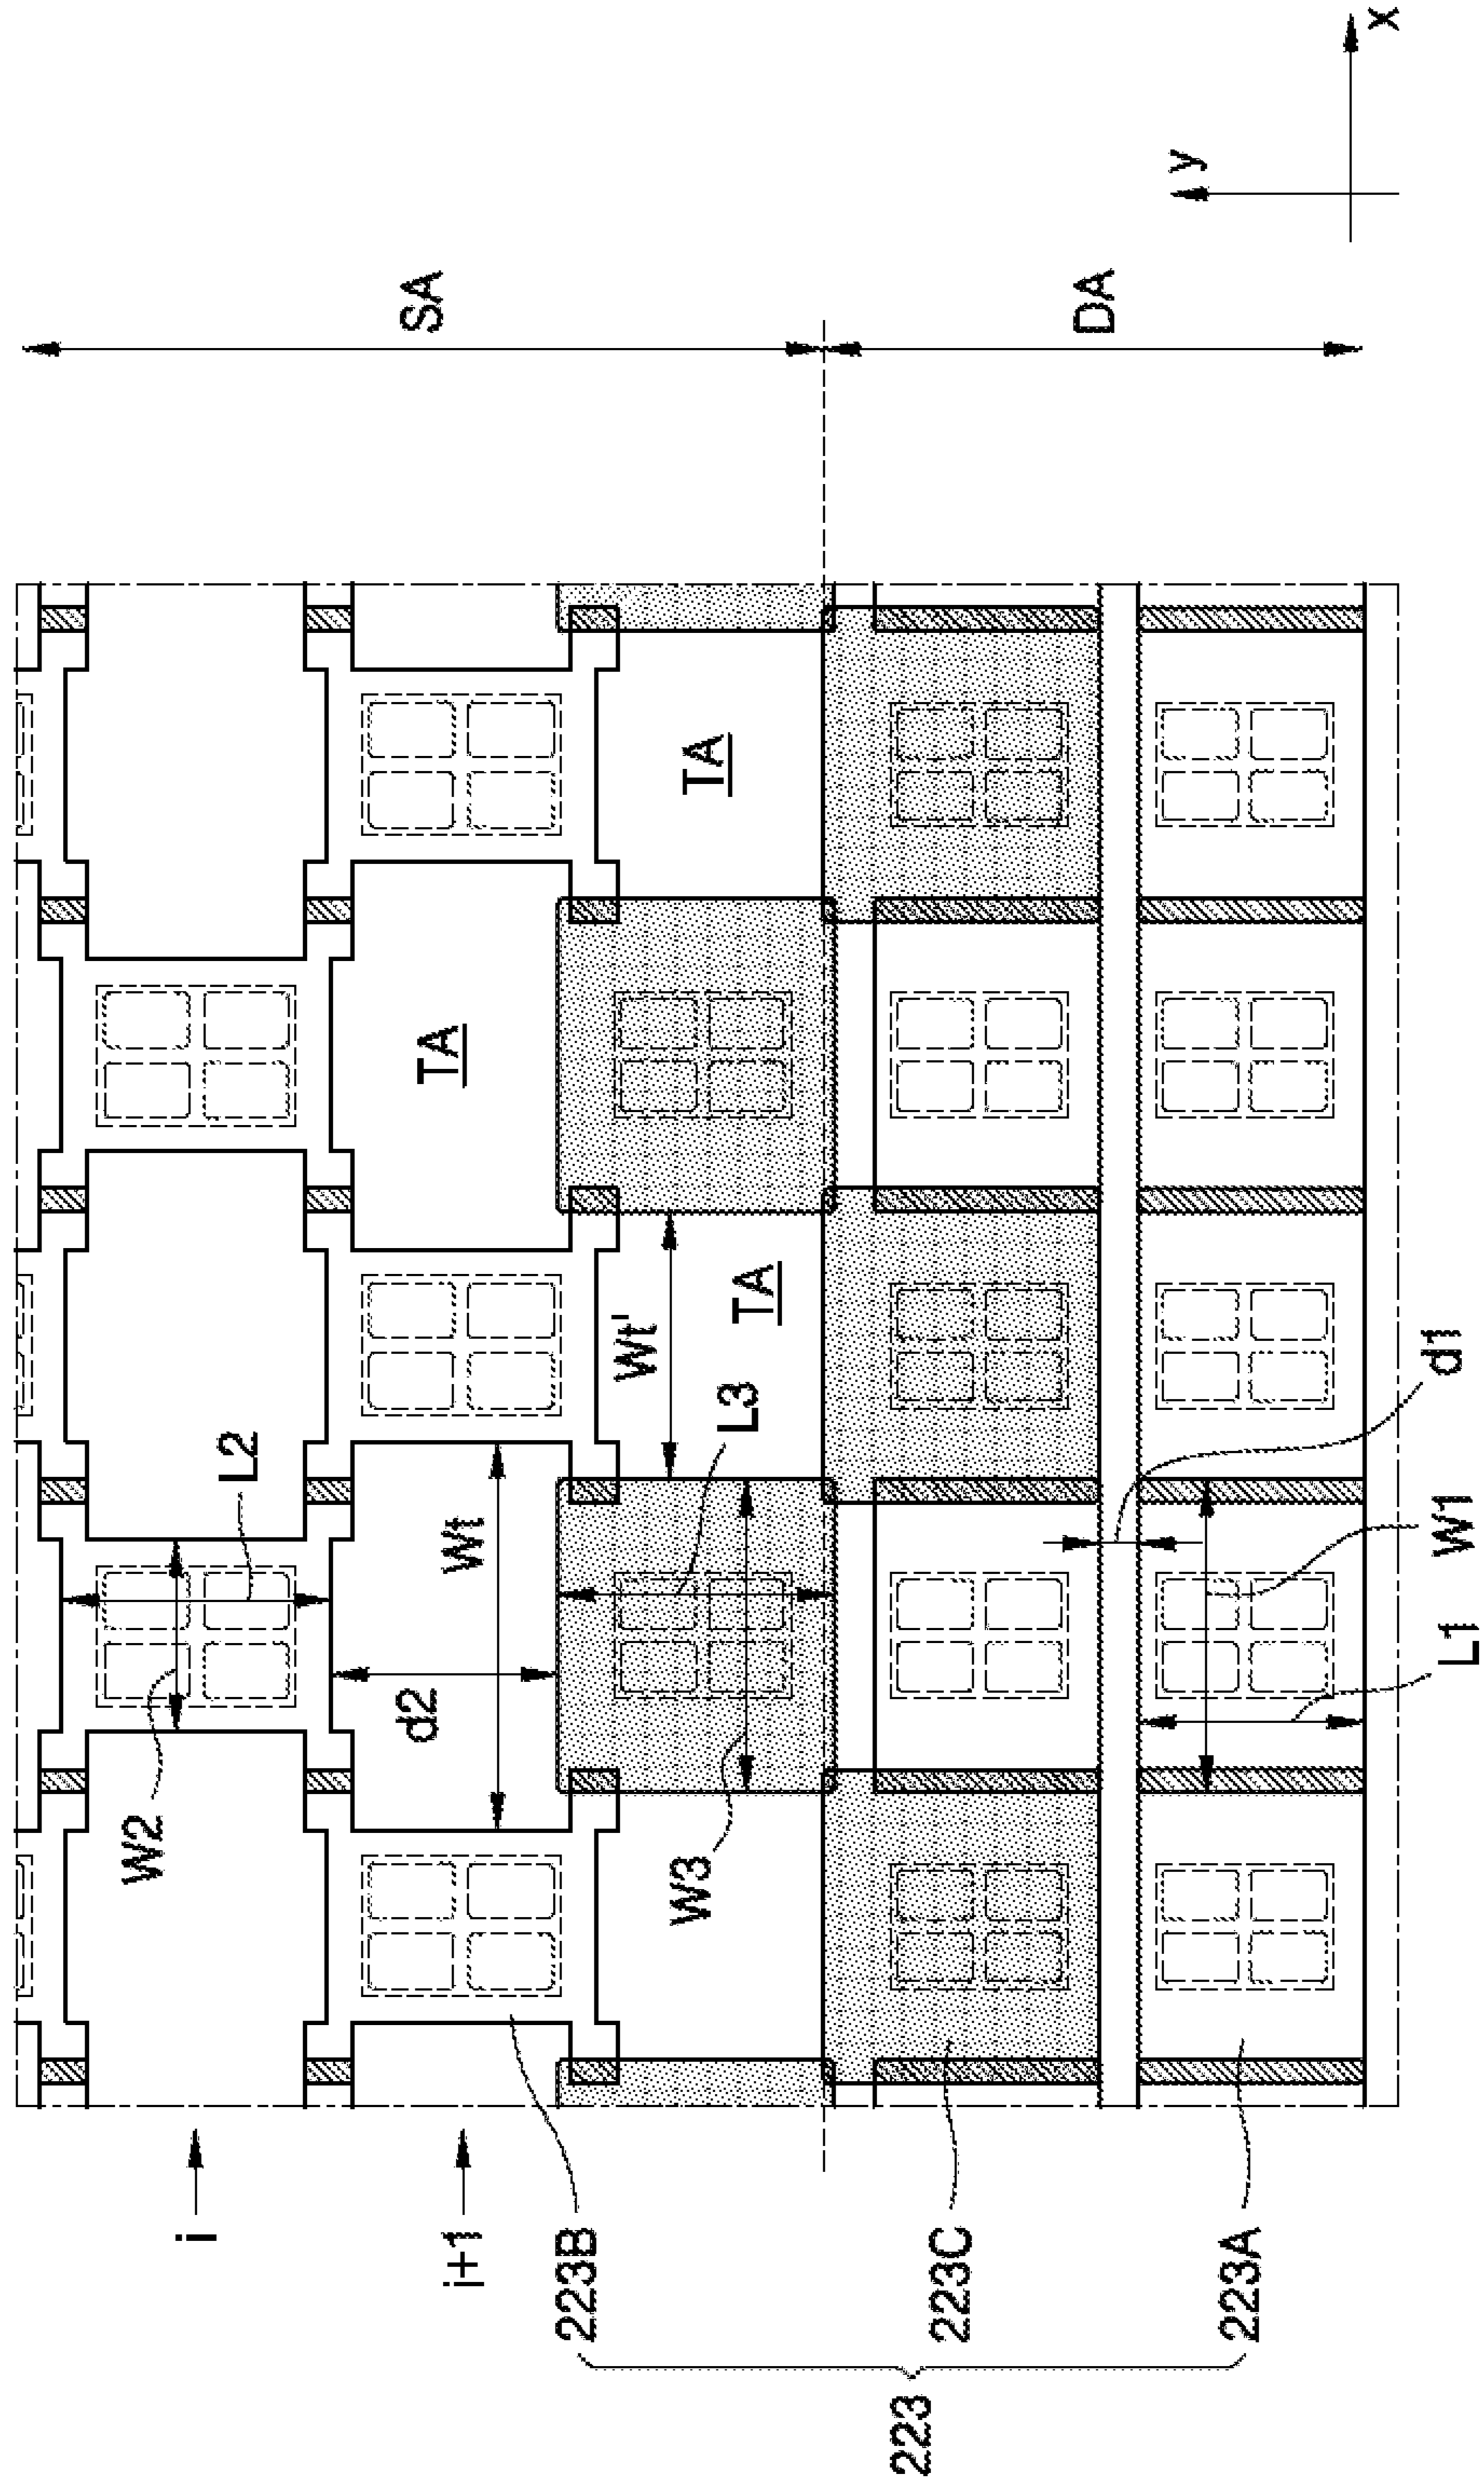 W2
i
L2
d2
SA
TA
i+1
Wt
223B
Wt'
W3
TA
L3
TA
223
223C
DA
y
223A
x
d1
L1
W1